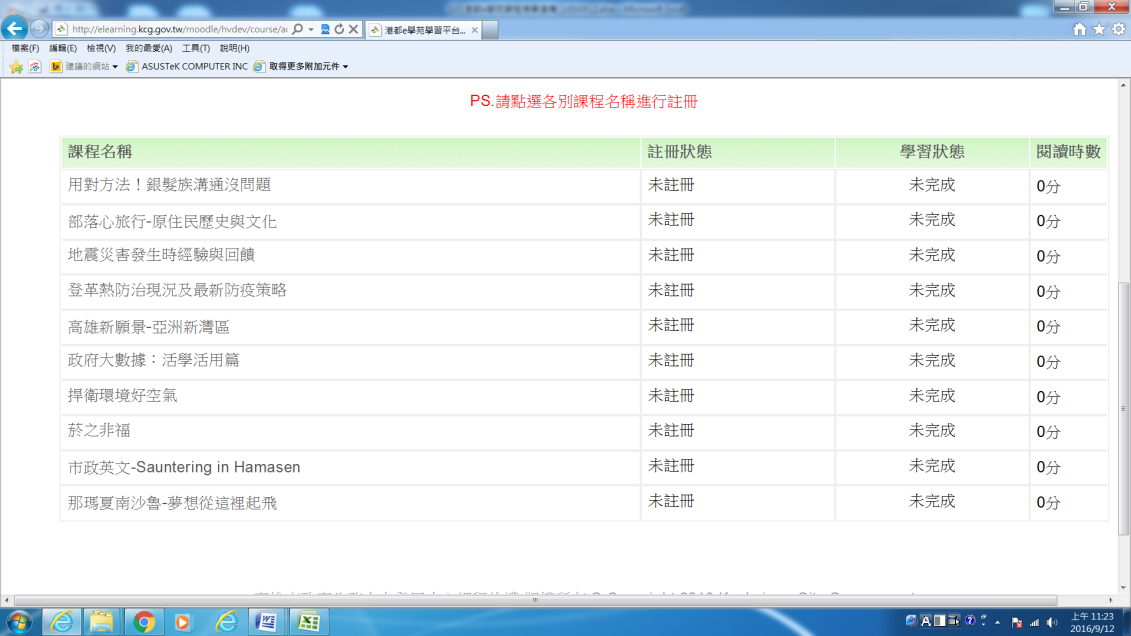 http://elearning.kcg.gov.tw/moodle/hvdev/course/ac
港都e學苑學習平台...
檔案(F) 編輯(E) 檢視(V) 我的最愛(A) 工具(T) 說明(H)
建議的網站 ASUSTeK COMPUTER INC 取得更多附加元件
PS.請點選各別課程名稱進行註冊
課程名稱 註冊狀態 學習狀態 閱讀時數
用對方法！銀髮族溝通沒問題 未註冊 未完成 0分
部落心旅行-原住民歷史與文化 未註冊 未完成 0分
地震災害發生時經驗與回饋 未註冊 未完成 0分
登革熱防治現況及最新防疫策略 未註冊 未完成 0分
高雄新願景-亞洲新灣區 未註冊 未完成 0分
政府大數據：活學活用篇 未註冊 未完成 0分
捍衛環境好空氣 未註冊 未完成 0分
菸之非福 未註冊 未完成 0分
市政英文-Sauntering in Hamasen 未註冊 未完成 0分
那瑪夏南沙魯-夢想從這裡起飛 未註冊 未完成 0分
上午 11:23
2016/9/12